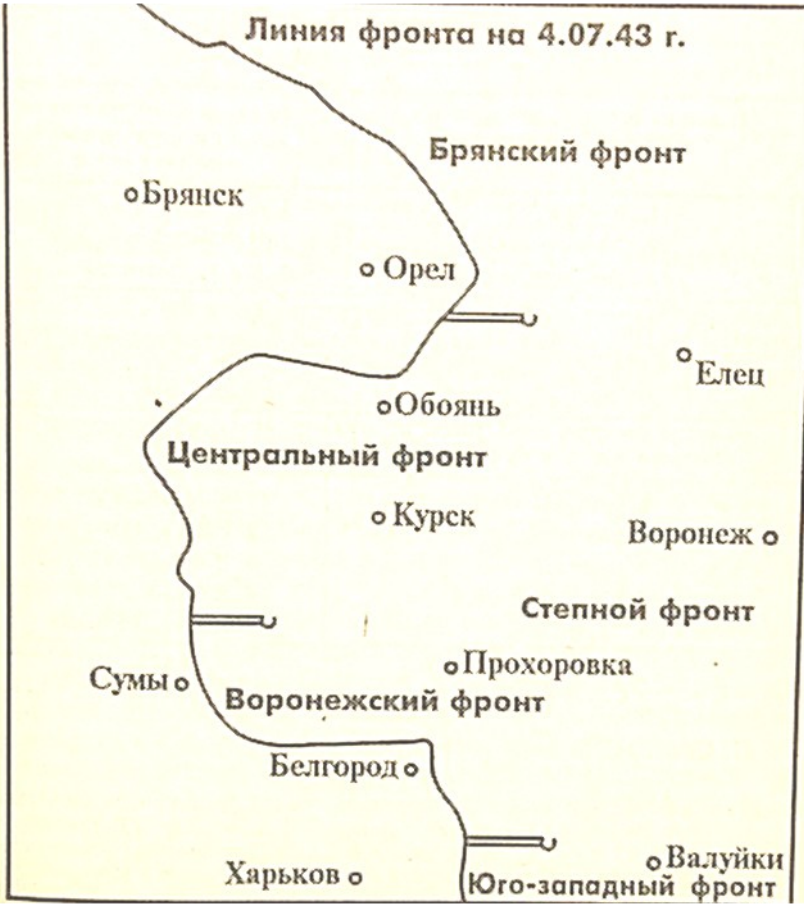 Линия фронта на 4.07.43 г.
Брянский фронт
Брянск
Орел
Елец
Обоянь
Центральный фронт
Курск
Воронеж
Степной фронт
Прохоровка
Сумы
Воронежский фронт
Белгород
Валуйки
Харьков
Юго-западный фронт